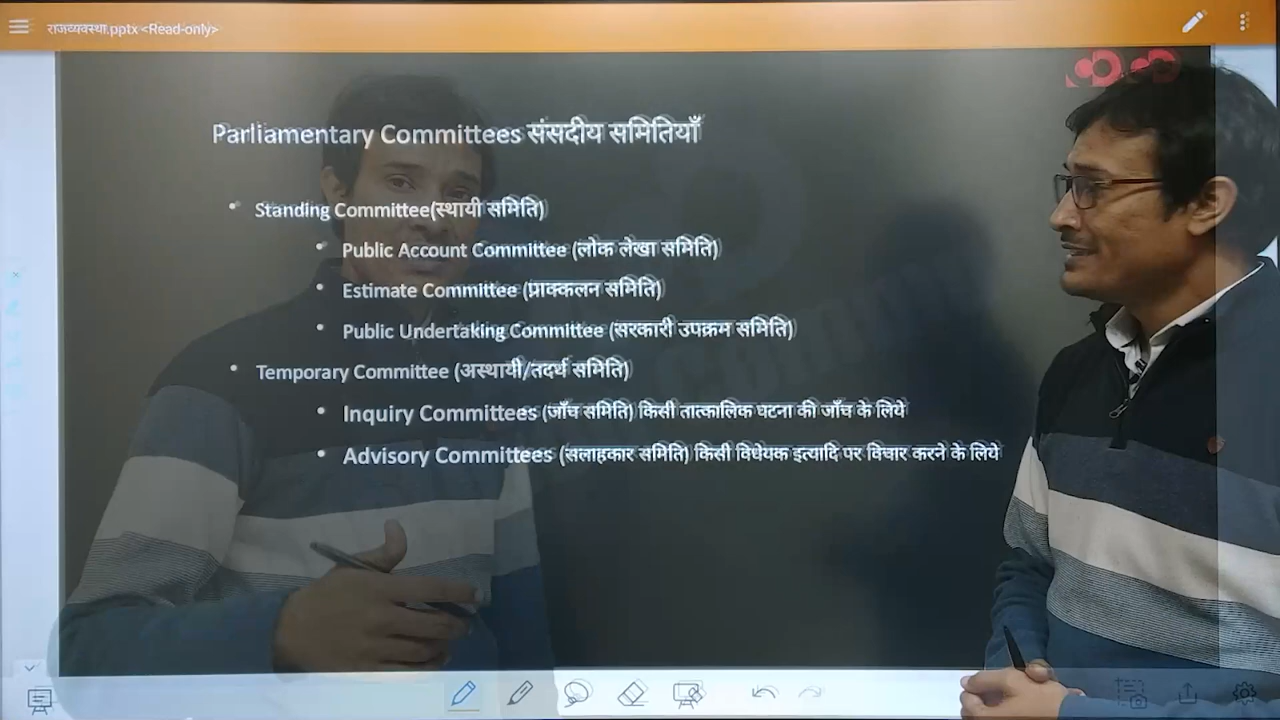 राजव्यवस्था.pptx <Read-only>
Parliamentary Committees संसदीय समितियाँ
Standing Committee(स्थायी समिति)
Public Account Committee (लोक लेखा समिति)
Estimate Committee (प्राक्कलन समिति)
Public Undertaking Committee (सरकारी उपक्रम समिति)
Temporary Committee (अस्थायी/तदर्थ समिति)
Inquiry Committees (जाँच समिति) किसी तात्कालिक घटना की जाँच के लिये
Advisory Committees (सलाहकार समिति) किसी विधेयक इत्यादि पर विचार करने के लिये